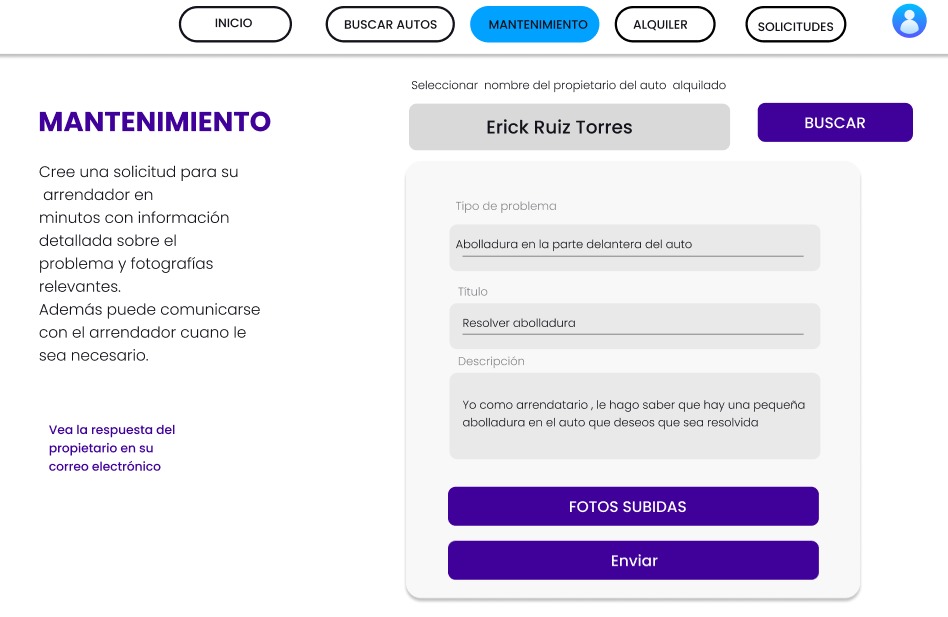 INICIO
BUSCAR AUTOS
MANTENIMIENTO
ALQUILER
SOLICITUDES
Seleccionar nombre del propietario del auto alquilado
MANTENIMIENTO
Erick Ruiz Torres
BUSCAR
Cree una solicitud para su
arrendador en
minutos con información
detallada sobre el
problema y fotografías
relevantes.
Además puede comunicarse
con el arrendador cuano le
sea necesario.
Vea la respuesta del
propietario en su
correo electrónico
Tipo de problema
Abolladura en la parte delantera del auto
Título
Resolver abolladura
Descripción
Yo como arrendatario , le hago saber que hay una pequeña
abolladura en el auto que deseos que sea resolvida
FOTOS SUBIDAS
Enviar